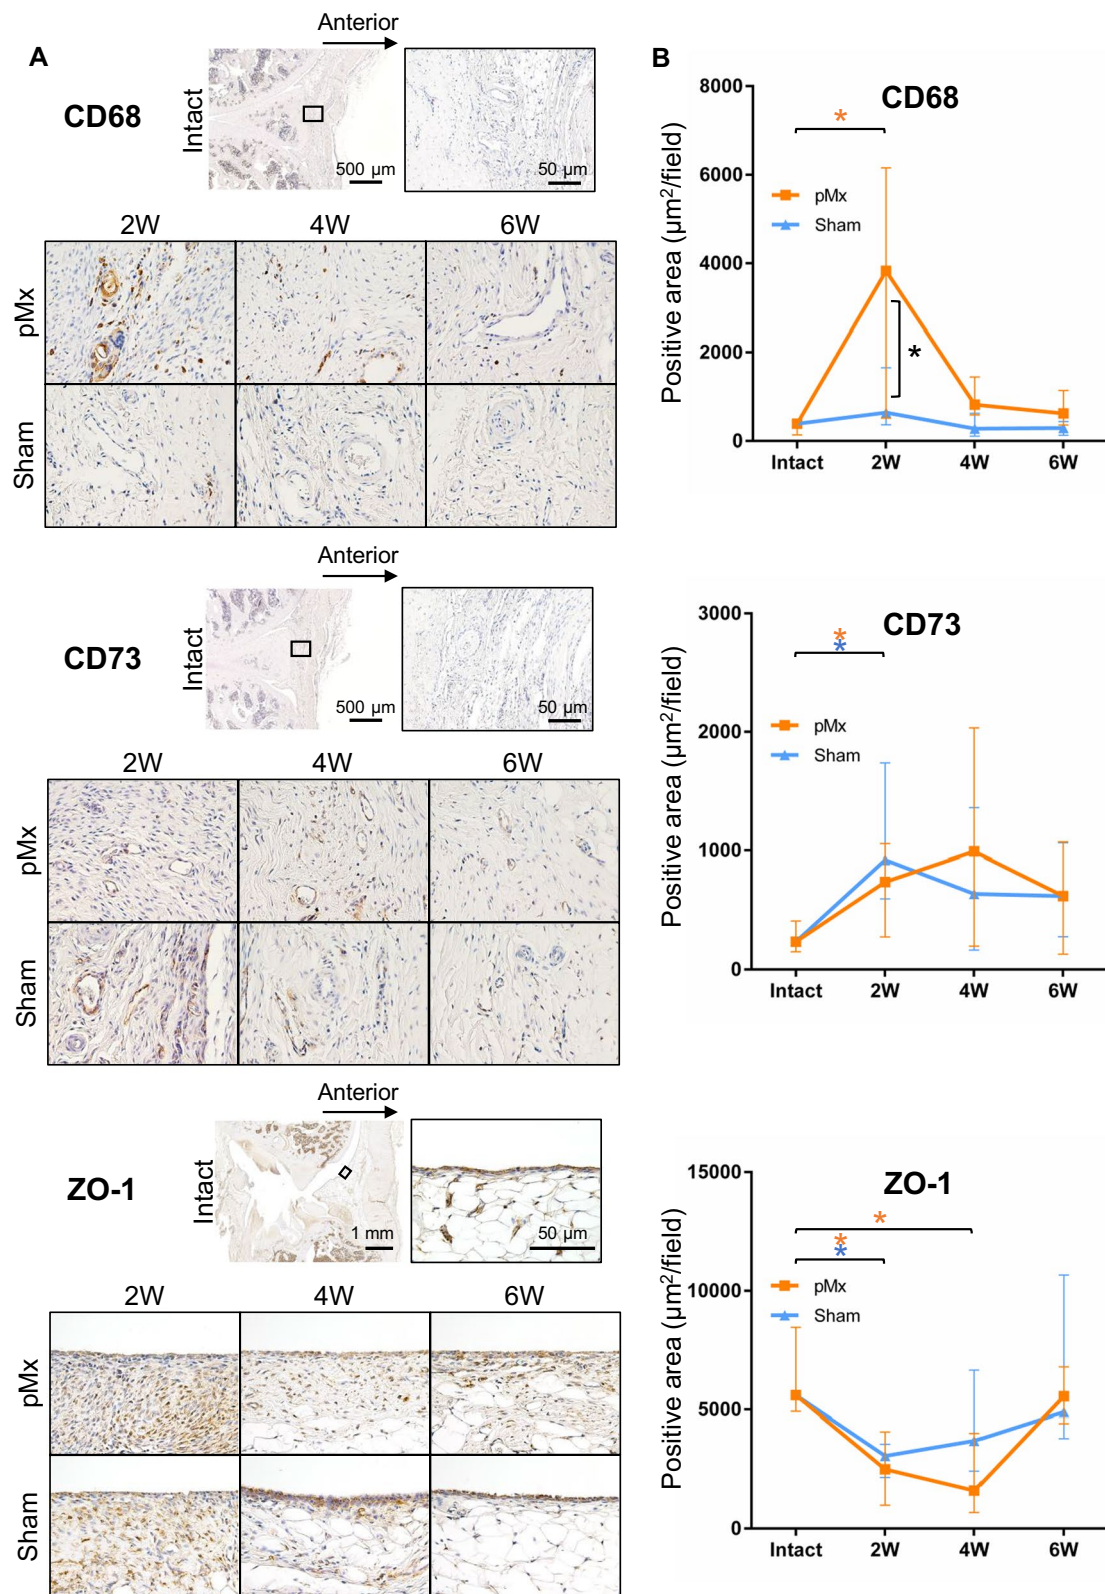 A
Anterior
CD68
Intact
500 µm
50 µm
2W 4W 6W
pMx
Sham
Anterior
CD73
Intact
500 µm
50 µm
2W 4W 6W
pMx
Sham
Anterior
ZO-1
Intact
1 mm
50 µm
2W 4W 6W
pMx
Sham
B
CD68
Positive area (µm²/field)
8000
6000
4000
2000
0
*
pMx
Sham
*
Intact 2W 4W 6W
CD73
Positive area (µm²/field)
3000
2000
1000
0
*
*
pMx
Sham
Intact 2W 4W 6W
ZO-1
Positive area (µm²/field)
15000
10000
5000
0
*
*
*
pMx
Sham
Intact 2W 4W 6W